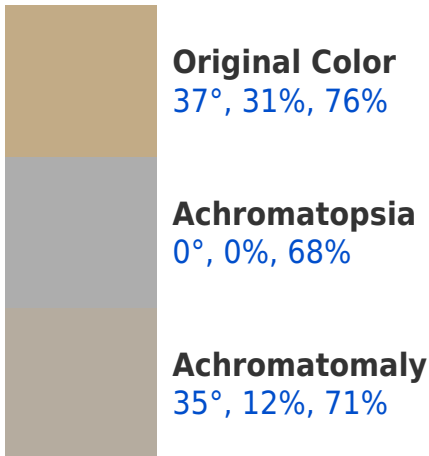 Original Color
37°, 31%, 76%
Achromatopsia
0°, 0%, 68%
Achromatomaly
35°, 12%, 71%